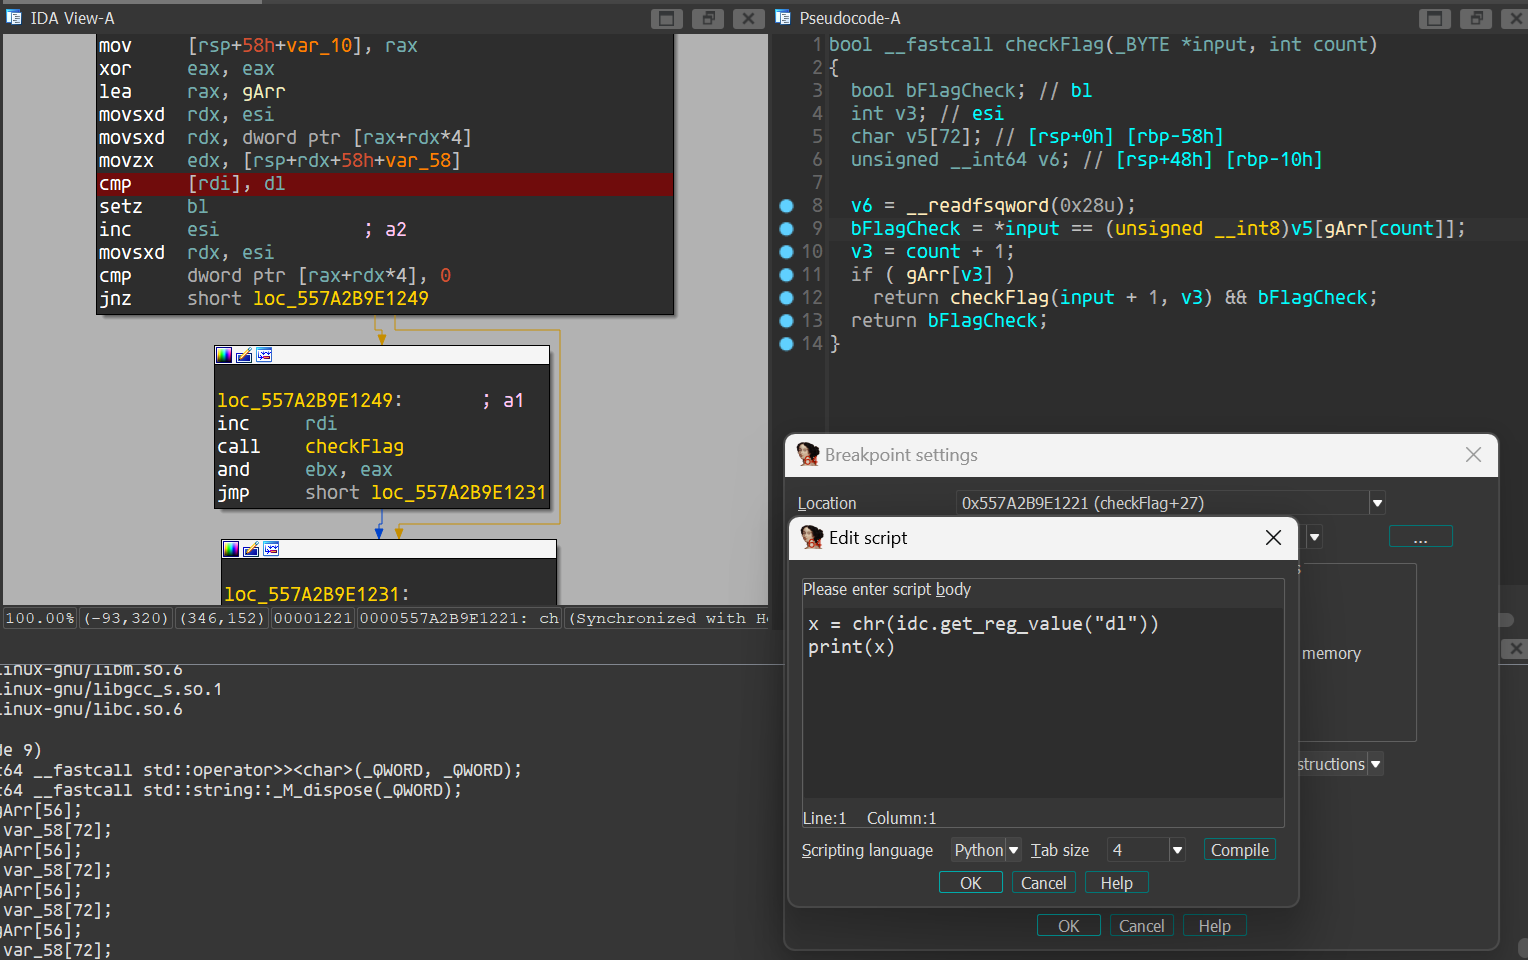 IDA View-A
mov [rsp+58h+var_10], rax
xor eax, eax
lea rax, gArr
movsxd rdx, esi
movsxd rdx, dword ptr [rax+rdx*4]
movzx edx, [rsp+rdx+58h+var_58]
cmp [rdi], dl
setz bl
inc esi ; a2
movsxd rdx, esi
cmp dword ptr [rax+rdx*4], 0
jnz short loc_557A2B9E1249
loc_557A2B9E1249: ; a1
inc rdi
call checkFlag
and ebx, eax
jmp short loc_557A2B9E1231
loc_557A2B9E1231:
100.00% (-93,320) (346,152) 00001221 0000557A2B9E1221: ch (Synchronized with He
Pseudocode-A
1 bool __fastcall checkFlag(_BYTE *input, int count)
2 {
3 bool bFlagCheck; // bl
4 int v3; // esi
5 char v5[72]; // [rsp+0h] [rbp-58h]
6 unsigned __int64 v6; // [rsp+48h] [rbp-10h]
7
8 v6 = __readfsqword(0x28u);
9 bFlagCheck = *input == (unsigned __int8)v5[gArr[count]];
10 v3 = count + 1;
11 if ( gArr[v3] )
12 return checkFlag(input + 1, v3) && bFlagCheck;
13 return bFlagCheck;
14 }
inux-gnu/libm.so.6
inux-gnu/libgcc_s.so.1
inux-gnu/libc.so.6
de 9)
t64 __fastcall std::operator>><char>(_QWORD, _QWORD);
t64 __fastcall std::string::_M_dispose(_QWORD);
gArr[56];
var_58[72];
gArr[56];
var_58[72];
gArr[56];
var_58[72];
gArr[56];
var_58[72];
Breakpoint settings
Location 0x557A2B9E1221 (checkFlag+27)
...
s
memory
structions
Edit script
Please enter script body
x = chr(idc.get_reg_value("dl"))
print(x)
Line:1 Column:1
Scripting language Python Tab size 4 Compile
OK Cancel Help
OK Cancel Help